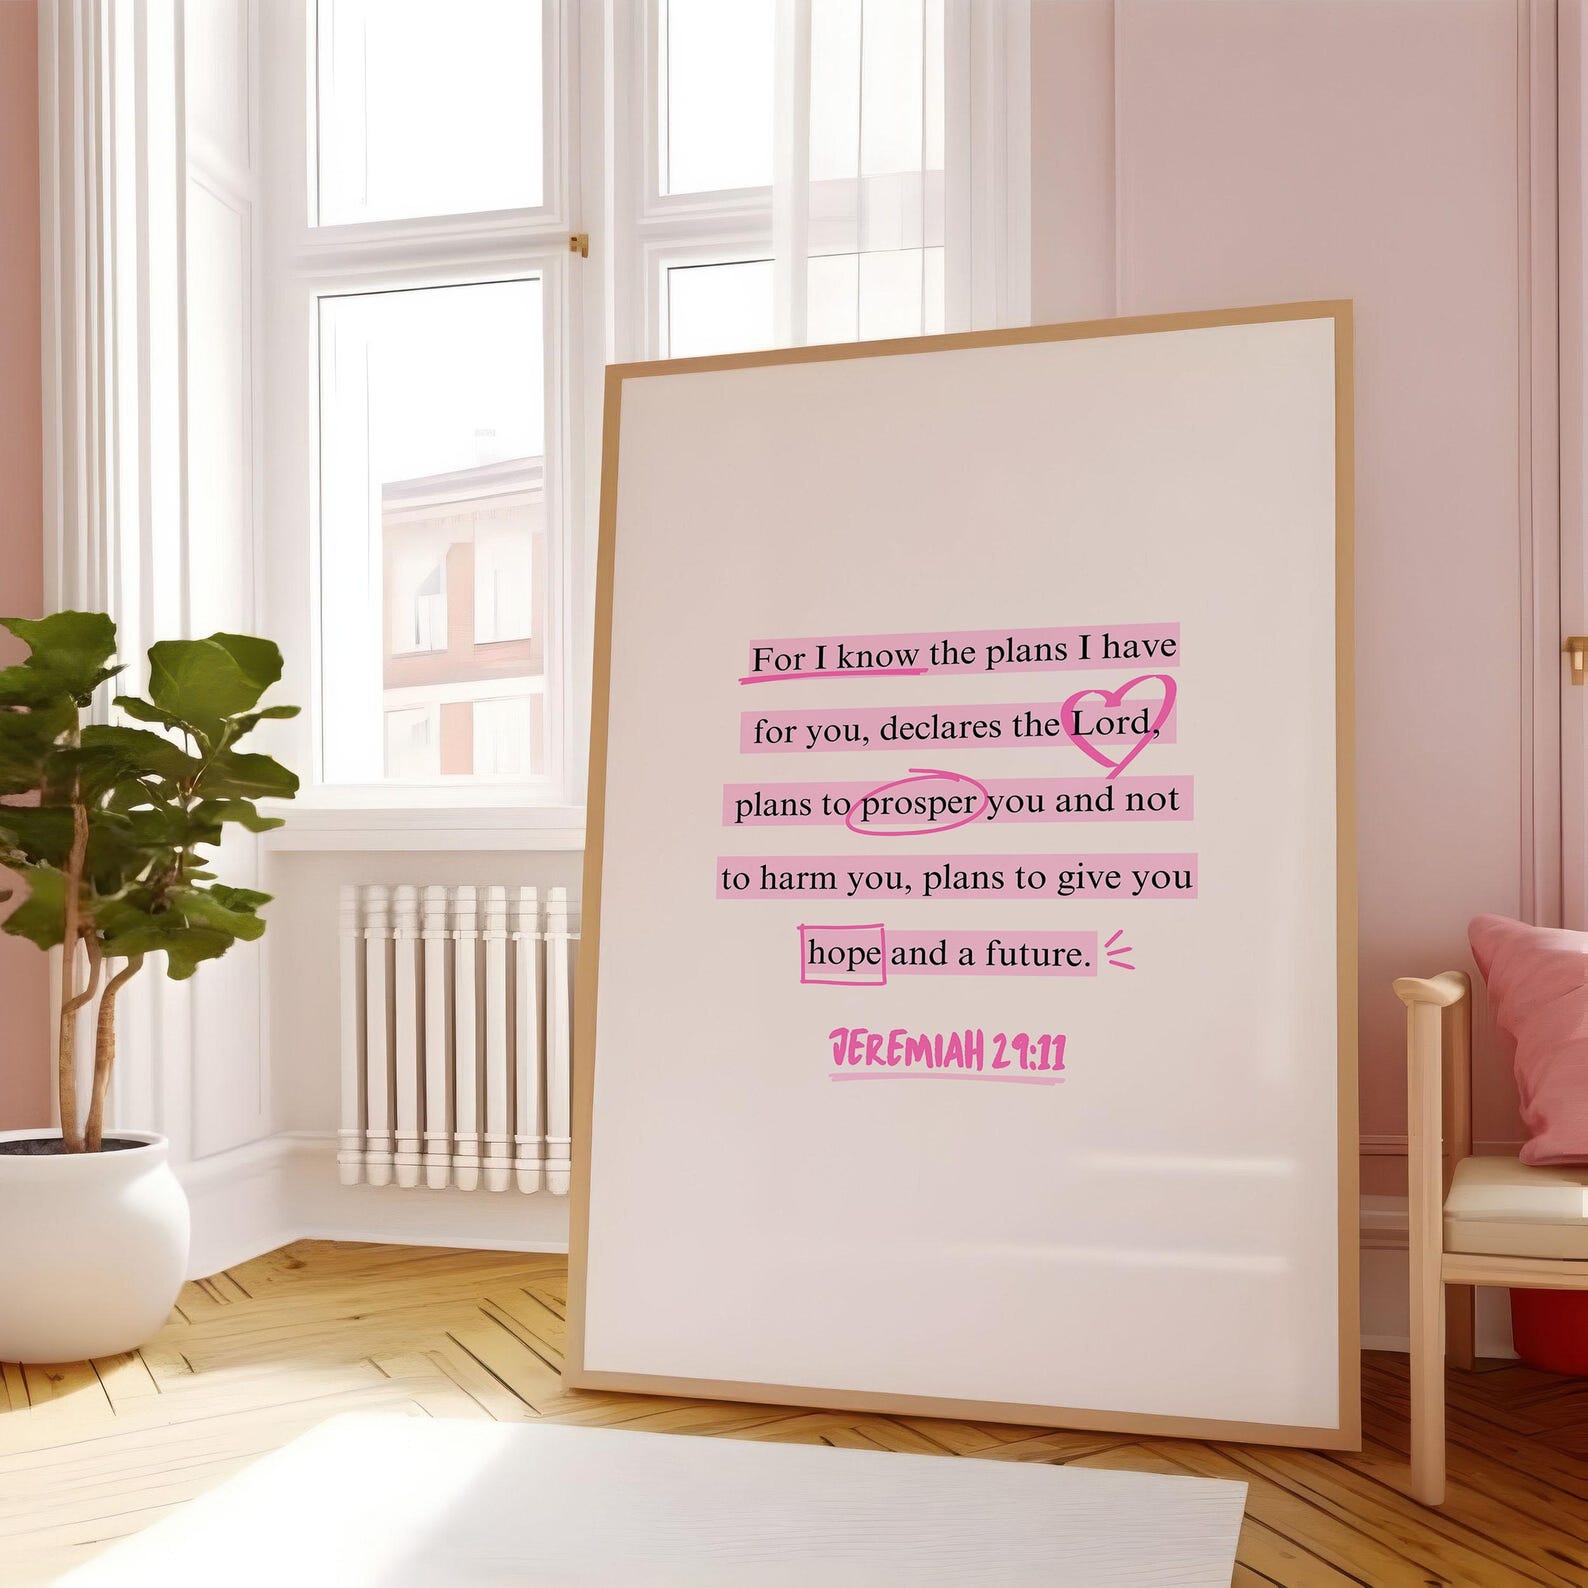 For I know the plans I have
for you, declares the Lord,
plans to prosper you and not
to harm you, plans to give you
hope and a future.
JEREMIAH 29:11